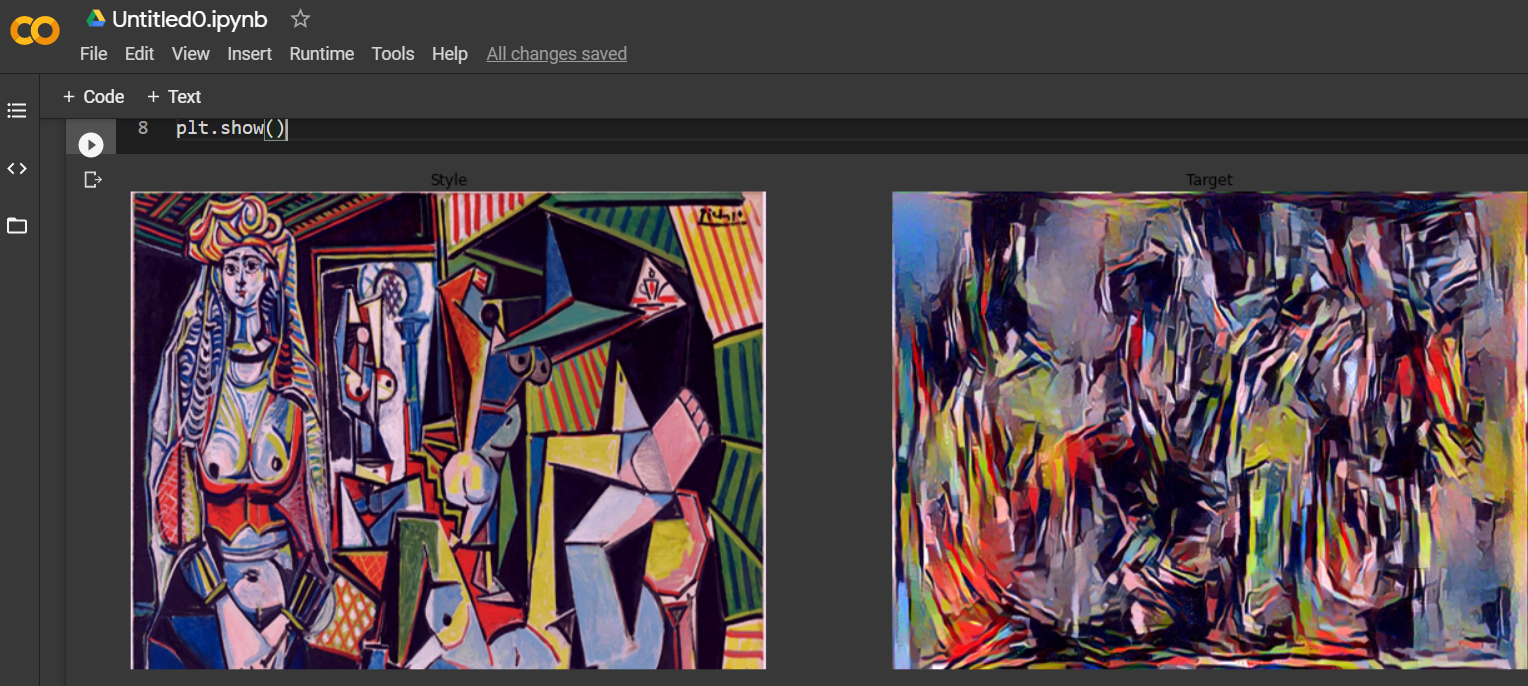 Untitled0.ipynb
File Edit View Insert Runtime Tools Help All changes saved
+ Code + Text
8 plt.show()
Style Target
Picasso